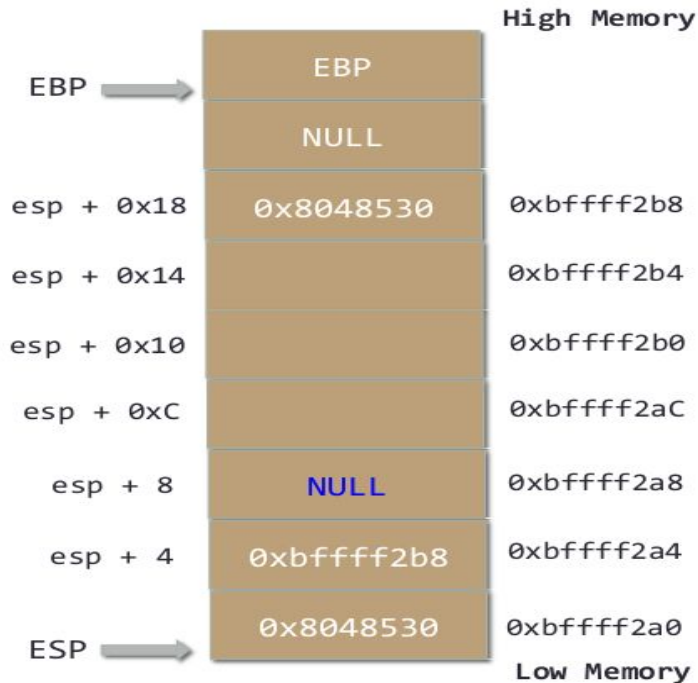 High Memory
EBP
EBP
NULL
esp + 0x18 0x8048530 0xbffff2b8
esp + 0x14 0xbffff2b4
esp + 0x10 0xbffff2b0
esp + 0xC 0xbffff2aC
esp + 8 NULL 0xbffff2a8
esp + 4 0xbffff2b8 0xbffff2a4
ESP 0x8048530 0xbffff2a0
Low Memory